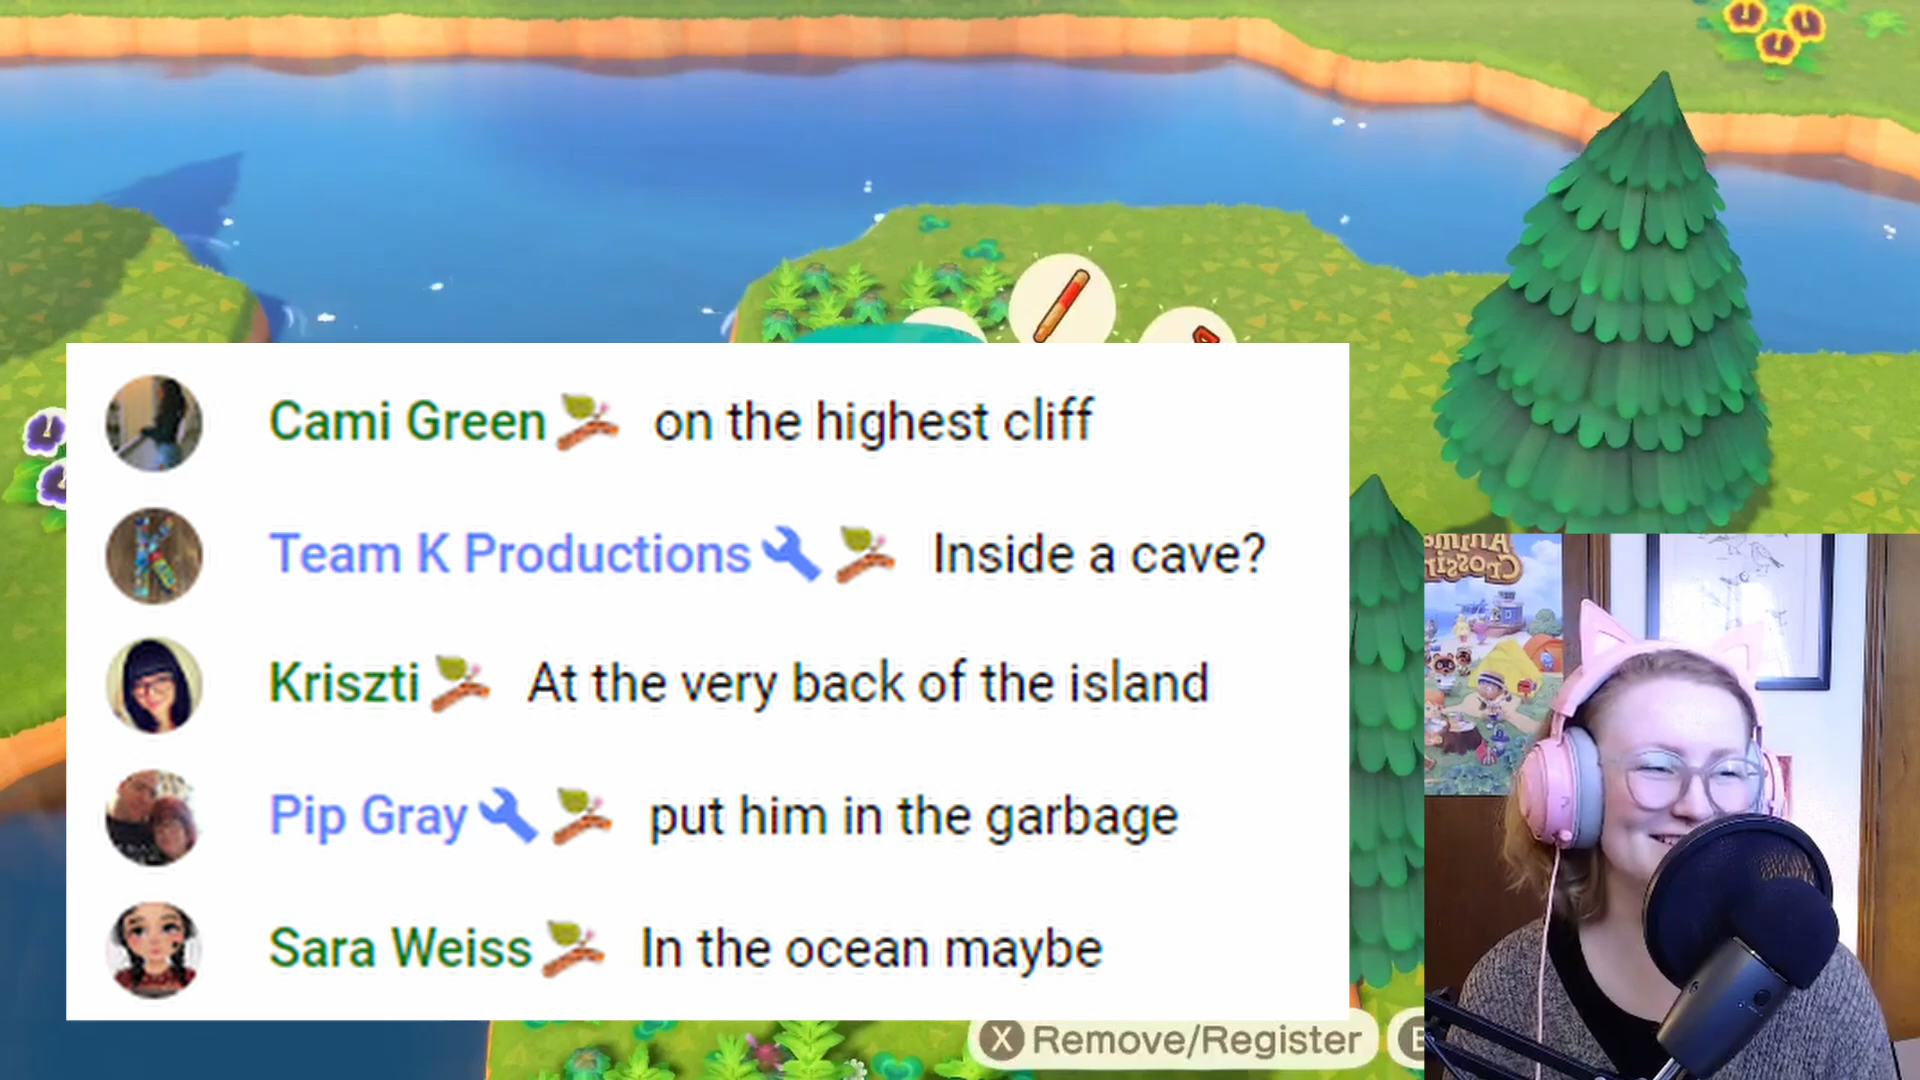 Cami Green on the highest cliff
Team K Productions Inside a cave?
Kriszti At the very back of the island
Pip Gray put him in the garbage
Sara Weiss In the ocean maybe
X Remove/Register